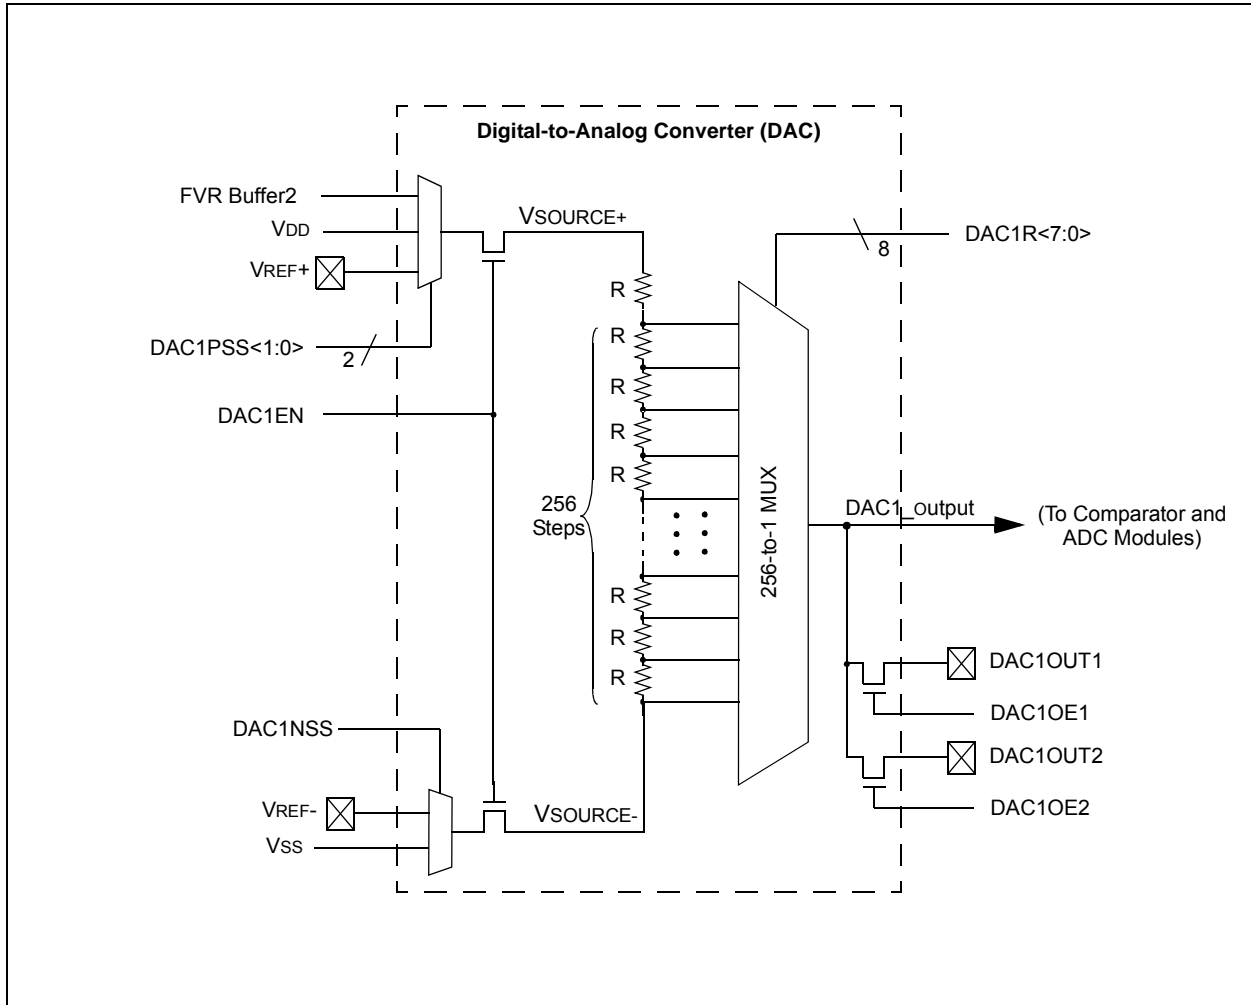 Digital-to-Analog Converter (DAC)
FVR Buffer2
VDD
VREF+
DAC1PSS<1:0>
2
DAC1EN
VSOURCE+
DAC1R<7:0>
8
R
R
R
R
R
256
Steps
R
R
R
256-to-1 MUX
DAC1_output
(To Comparator and
ADC Modules)
DAC1OUT1
DAC1OE1
DAC1OUT2
DAC1OE2
DAC1NSS
VREF-
VSS
VSOURCE-